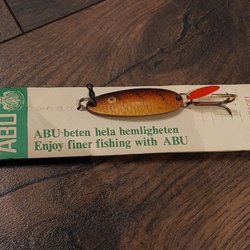 ABU
ABU-beten hela hemligheten
Enjoy finer fishing with ABU